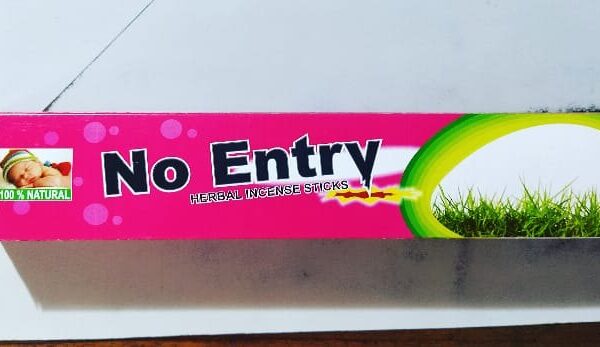 No Entry
HERBAL INCENSE STICKS
100 % NATURAL